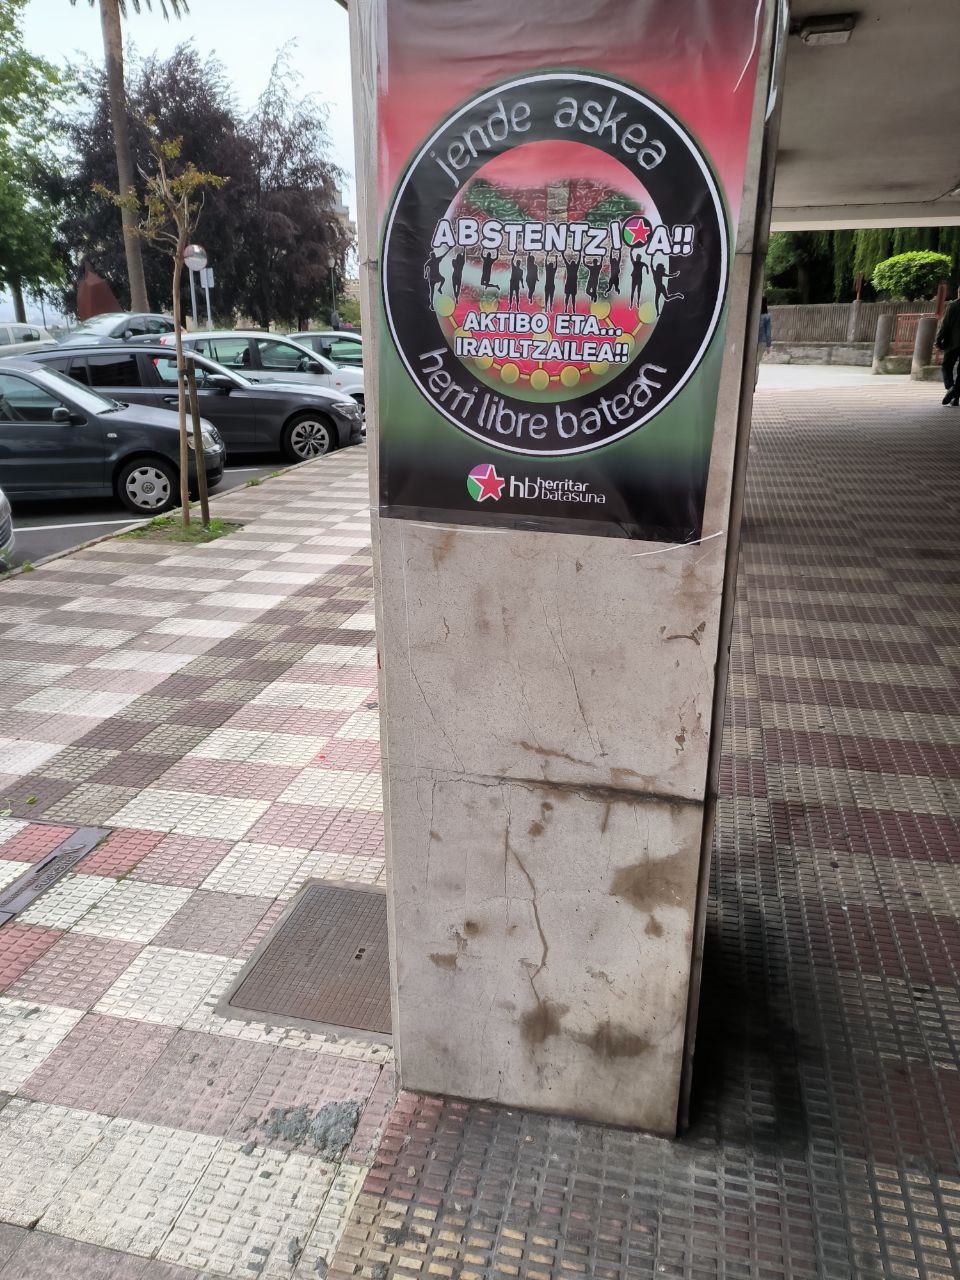 jende askea
ABSTENTZIOA!!
AKTIBO ETA...
IRAULTZAILEA!!
herri libre batean
hb herritar
batasuna